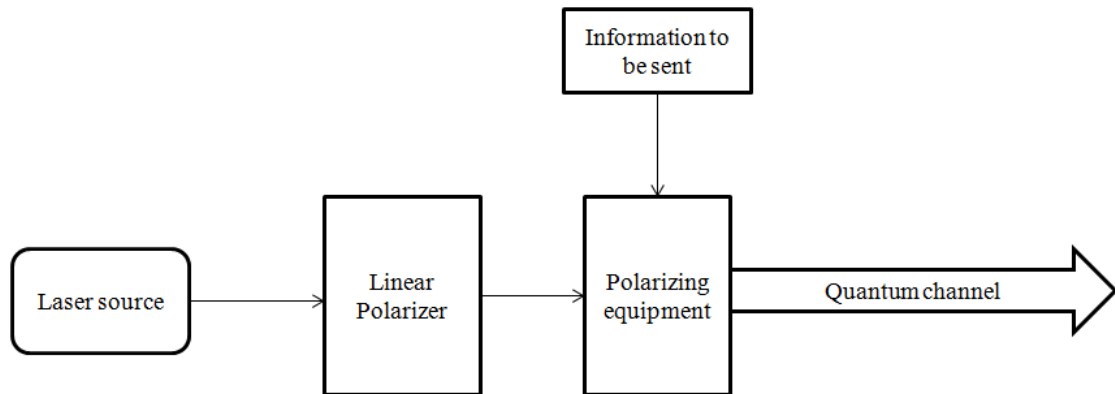 Information to
be sent
Laser source
Linear
Polarizer
Polarizing
equipment
Quantum channel